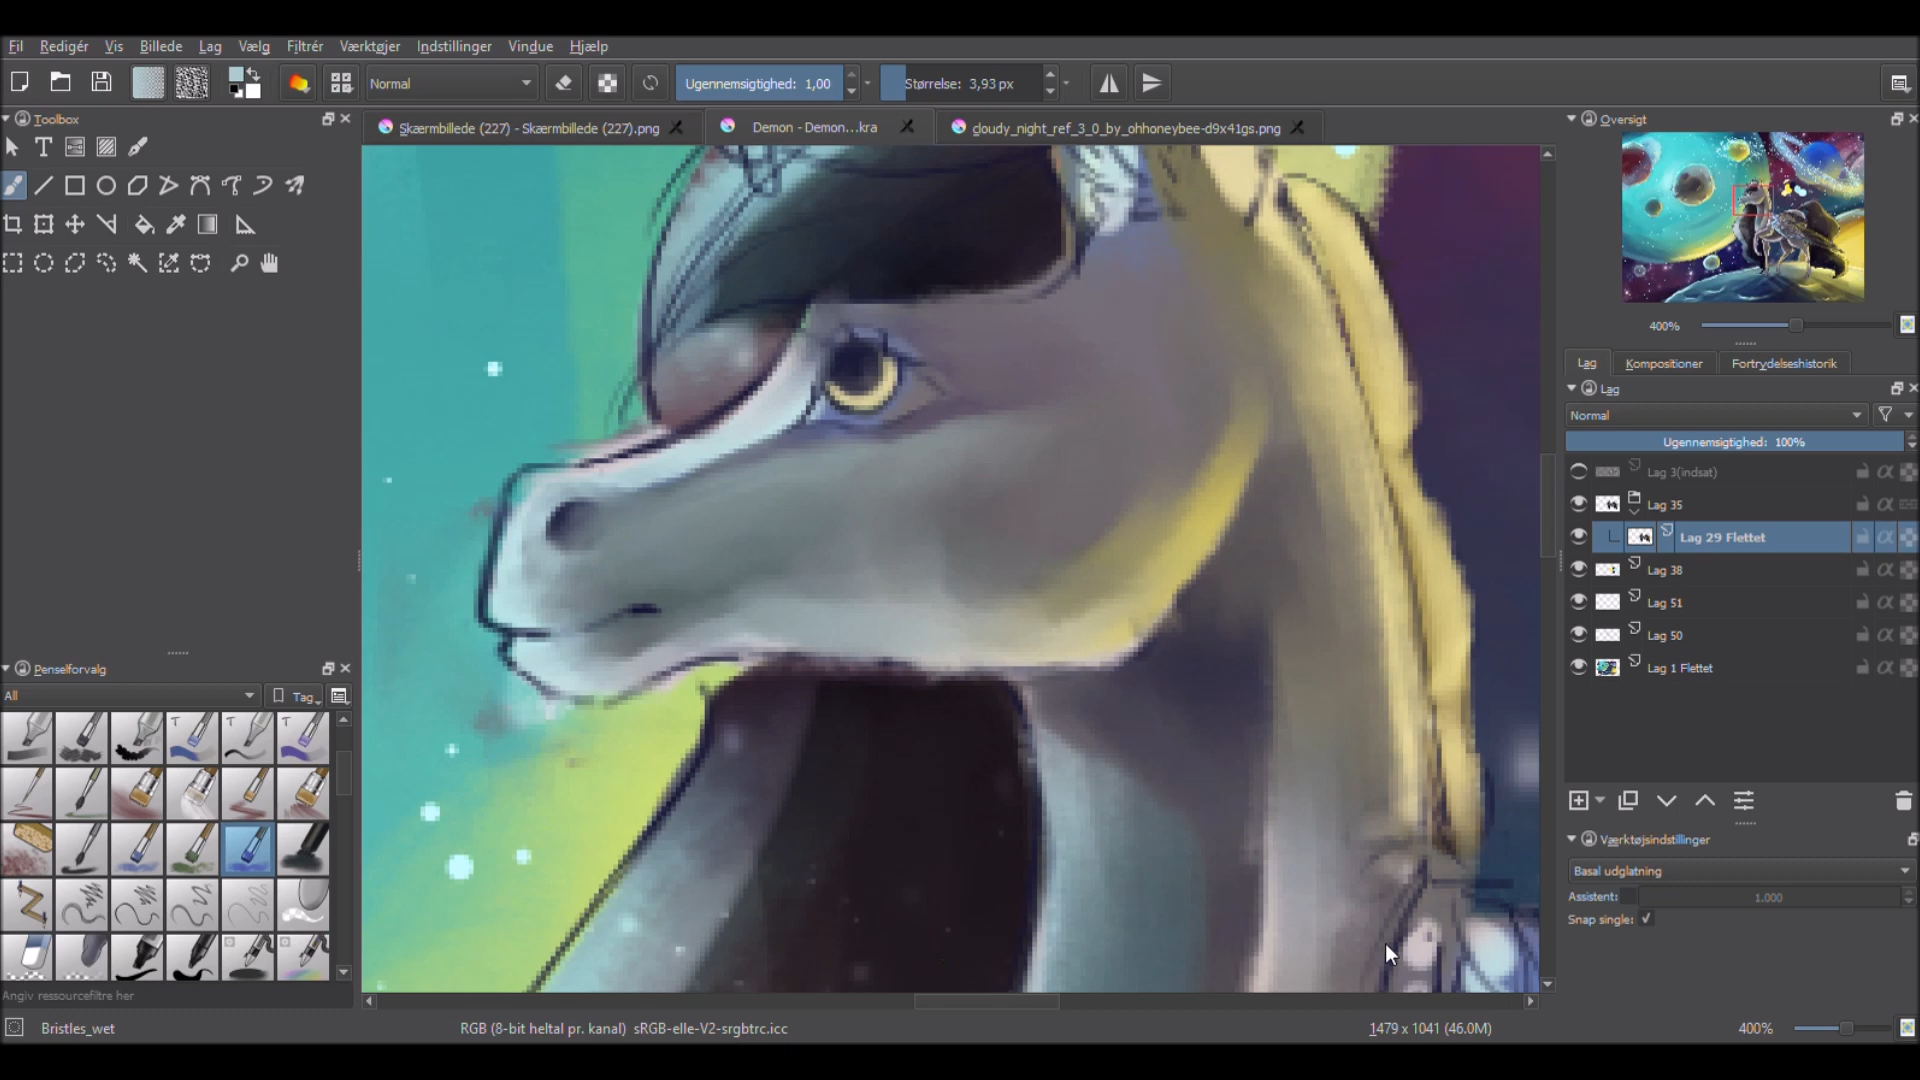 Fil Redigér Vis Billede Lag Vælg Filtrér Værktøjer Indstillinger Vindue Hjælp
Normal Ugennemsigtighed: 1,00 Størrelse: 3,93 px
Toolbox
Skærmbillede (227) - Skærmbillede (227).png
Demon - Demon...kra
cloudy_night_ref_3_0_by_ohhoneybee-d9x41gs.png
Oversigt
400%
Lag Kompositioner Fortrydelseshistorik
Lag
Normal
Ugennemsigtighed: 100%
Lag 3(indsat)
Lag 35
Lag 29 Flettet
Lag 38
Lag 51
Lag 50
Lag 1 Flettet
Penselforvalg
All Tag
Angiv ressourcefiltre her
Værktøjsindstillinger
Basal udglatning
Assistent: 1.000
Snap single:
Bristles_wet
RGB (8-bit heltal pr. kanal) sRGB-elle-V2-srgbtrc.icc
1479 x 1041 (46.0M)
400%